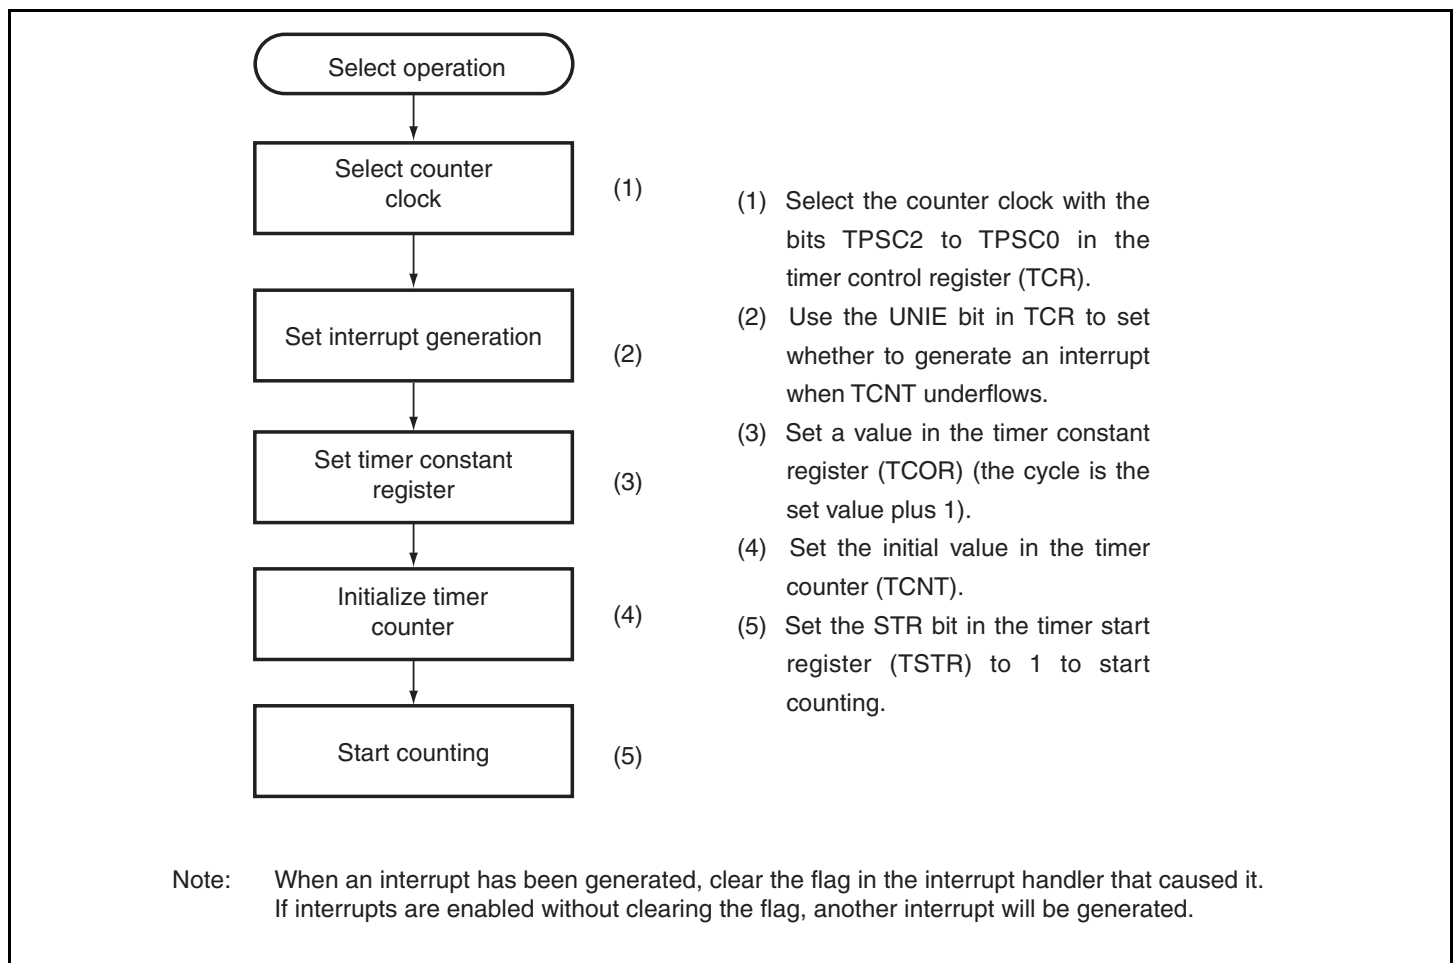 Select operation
Select counter
clock
(1)
Set interrupt generation
(2)
Set timer constant
register
(3)
Initialize timer
counter
(4)
Start counting
(5)
(1) Select the counter clock with the
bits TPSC2 to TPSC0 in the
timer control register (TCR).
(2) Use the UNIE bit in TCR to set
whether to generate an interrupt
when TCNT underflows.
(3) Set a value in the timer constant
register (TCOR) (the cycle is the
set value plus 1).
(4) Set the initial value in the timer
counter (TCNT).
(5) Set the STR bit in the timer start
register (TSTR) to 1 to start
counting.
Note: When an interrupt has been generated, clear the flag in the interrupt handler that caused it.
If interrupts are enabled without clearing the flag, another interrupt will be generated.